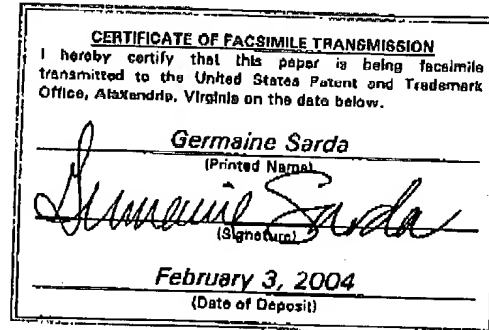 CERTIFICATE OF FACSIMILE TRANSMISSION
I hereby certify that this paper is being facsimile
transmitted to the United States Patent and Trademark
Office, Alexandria, Virginia on the date below.
Germaine Sarda
(Printed Name)
Germaine Sarda
(Signature)
February 3, 2004
(Date of Deposit)